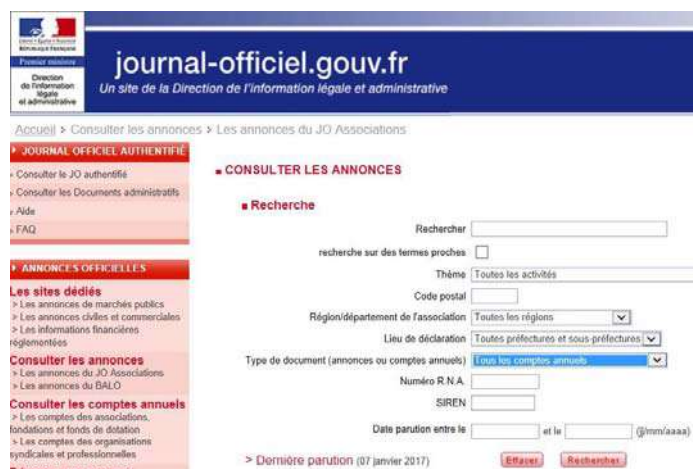 Liberté • Égalité • Fraternité
RÉPUBLIQUE FRANÇAISE
Premier ministre
Direction
de l'information
légale
et administrative
journal-officiel.gouv.fr
Un site de la Direction de l'information légale et administrative
Accueil > Consulter les annonces > Les annonces du JO Associations
JOURNAL OFFICIEL AUTHENTIFIÉ
Consulter le JO authentifié
Consulter les Documents administratifs
Aide
FAQ
ANNONCES OFFICIELLES
Les sites dédiés
> Les annonces de marchés publics
> Les annonces civiles et commerciales
> Les informations financières
réglementées
Consulter les annonces
> Les annonces du JO Associations
> Les annonces du BALO
Consulter les comptes annuels
> Les comptes des associations,
fondations et fonds de dotation
> Les comptes des organisations
syndicales et professionnelles
CONSULTER LES ANNONCES
Recherche
Rechercher
recherche sur des termes proches
Thème Toutes les activités
Code postal
Région/département de l'association Toutes les régions
Lieu de déclaration Toutes préfectures et sous-préfectures
Type de document (annonces ou comptes annuels) Tous les comptes annuels
Numéro R.N.A.
SIREN
Date parution entre le et le (jj/mm/aaaa)
> Dernière parution (07 janvier 2017) Effacer Rechercher